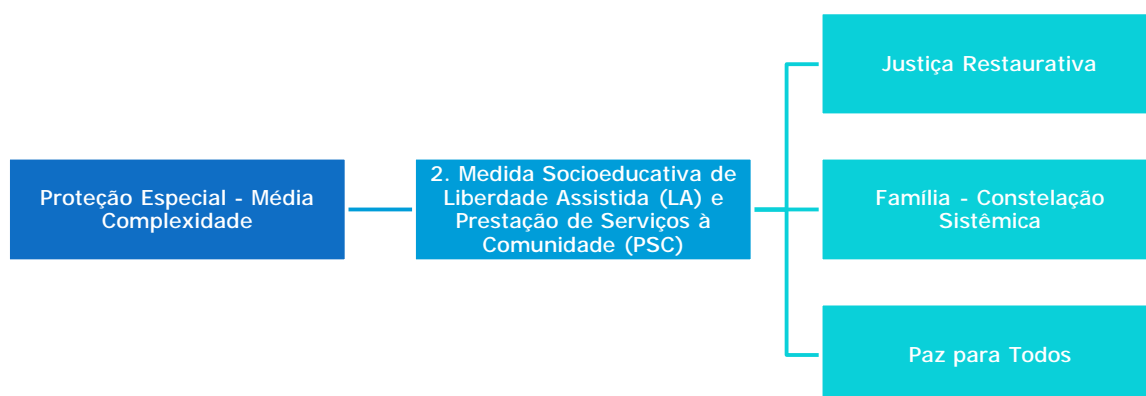 Proteção Especial - Média
Complexidade
2. Medida Socioeducativa de
Liberdade Assistida (LA) e
Prestação de Serviços à
Comunidade (PSC)
Justiça Restaurativa
Família - Constelação
Sistêmica
Paz para Todos